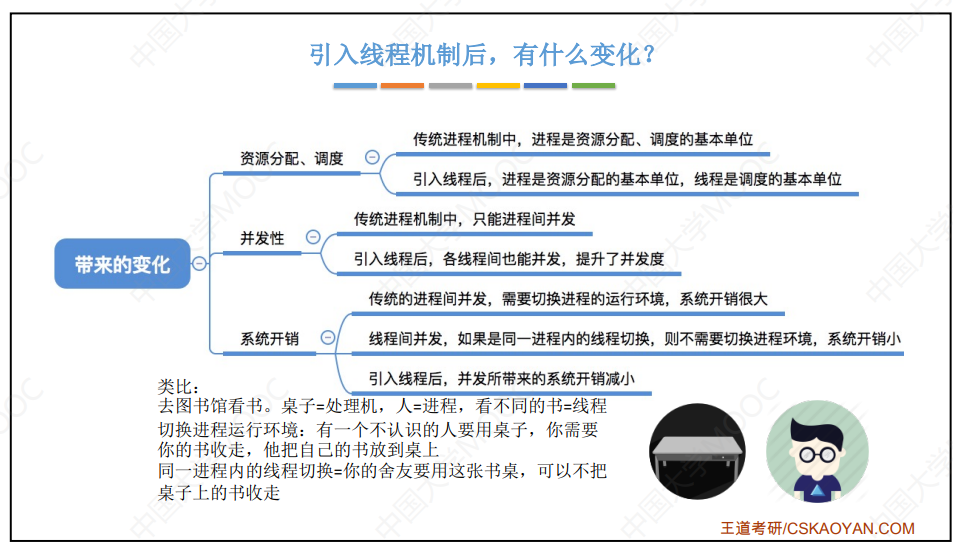 引入线程机制后，有什么变化？
传统进程机制中，进程是资源分配、调度的基本单位
资源分配、调度
引入线程后，进程是资源分配的基本单位，线程是调度的基本单位
传统进程机制中，只能进程间并发
并发性
引入线程后，各线程间也能并发，提升了并发度
带来的变化
传统的进程间并发，需要切换进程的运行环境，系统开销很大
系统开销
线程间并发，如果是同一进程内的线程切换，则不需要切换进程环境，系统开销小
引入线程后，并发所带来的系统开销减小
类比：
去图书馆看书。桌子=处理机，人=进程，看不同的书=线程
切换进程运行环境：有一个不认识的人要用桌子，你需要
你的书收走，他把自己的书放到桌上
同一进程内的线程切换=你的舍友要用这张书桌，可以不把
桌子上的书收走
王道考研/CSKAOYAN.COM
中国大学MOOC